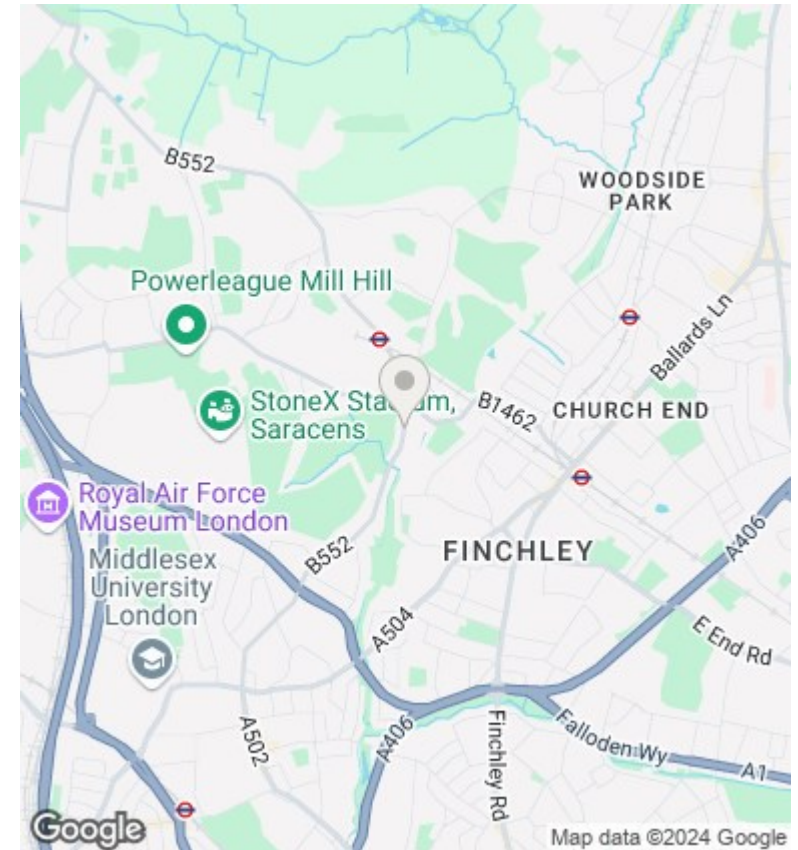 B552
WOODSIDE
PARK
Powerleague Mill Hill
Ballards Ln
StoneX Stadium,
Saracens
B1462
CHURCH END
Royal Air Force
Museum London
Middlesex
University
London
B552
FINCHLEY
A406
A504
E End Rd
A502
A406
Finchley Rd
Falloden Wy
A1
Google
Map data ©2024 Google